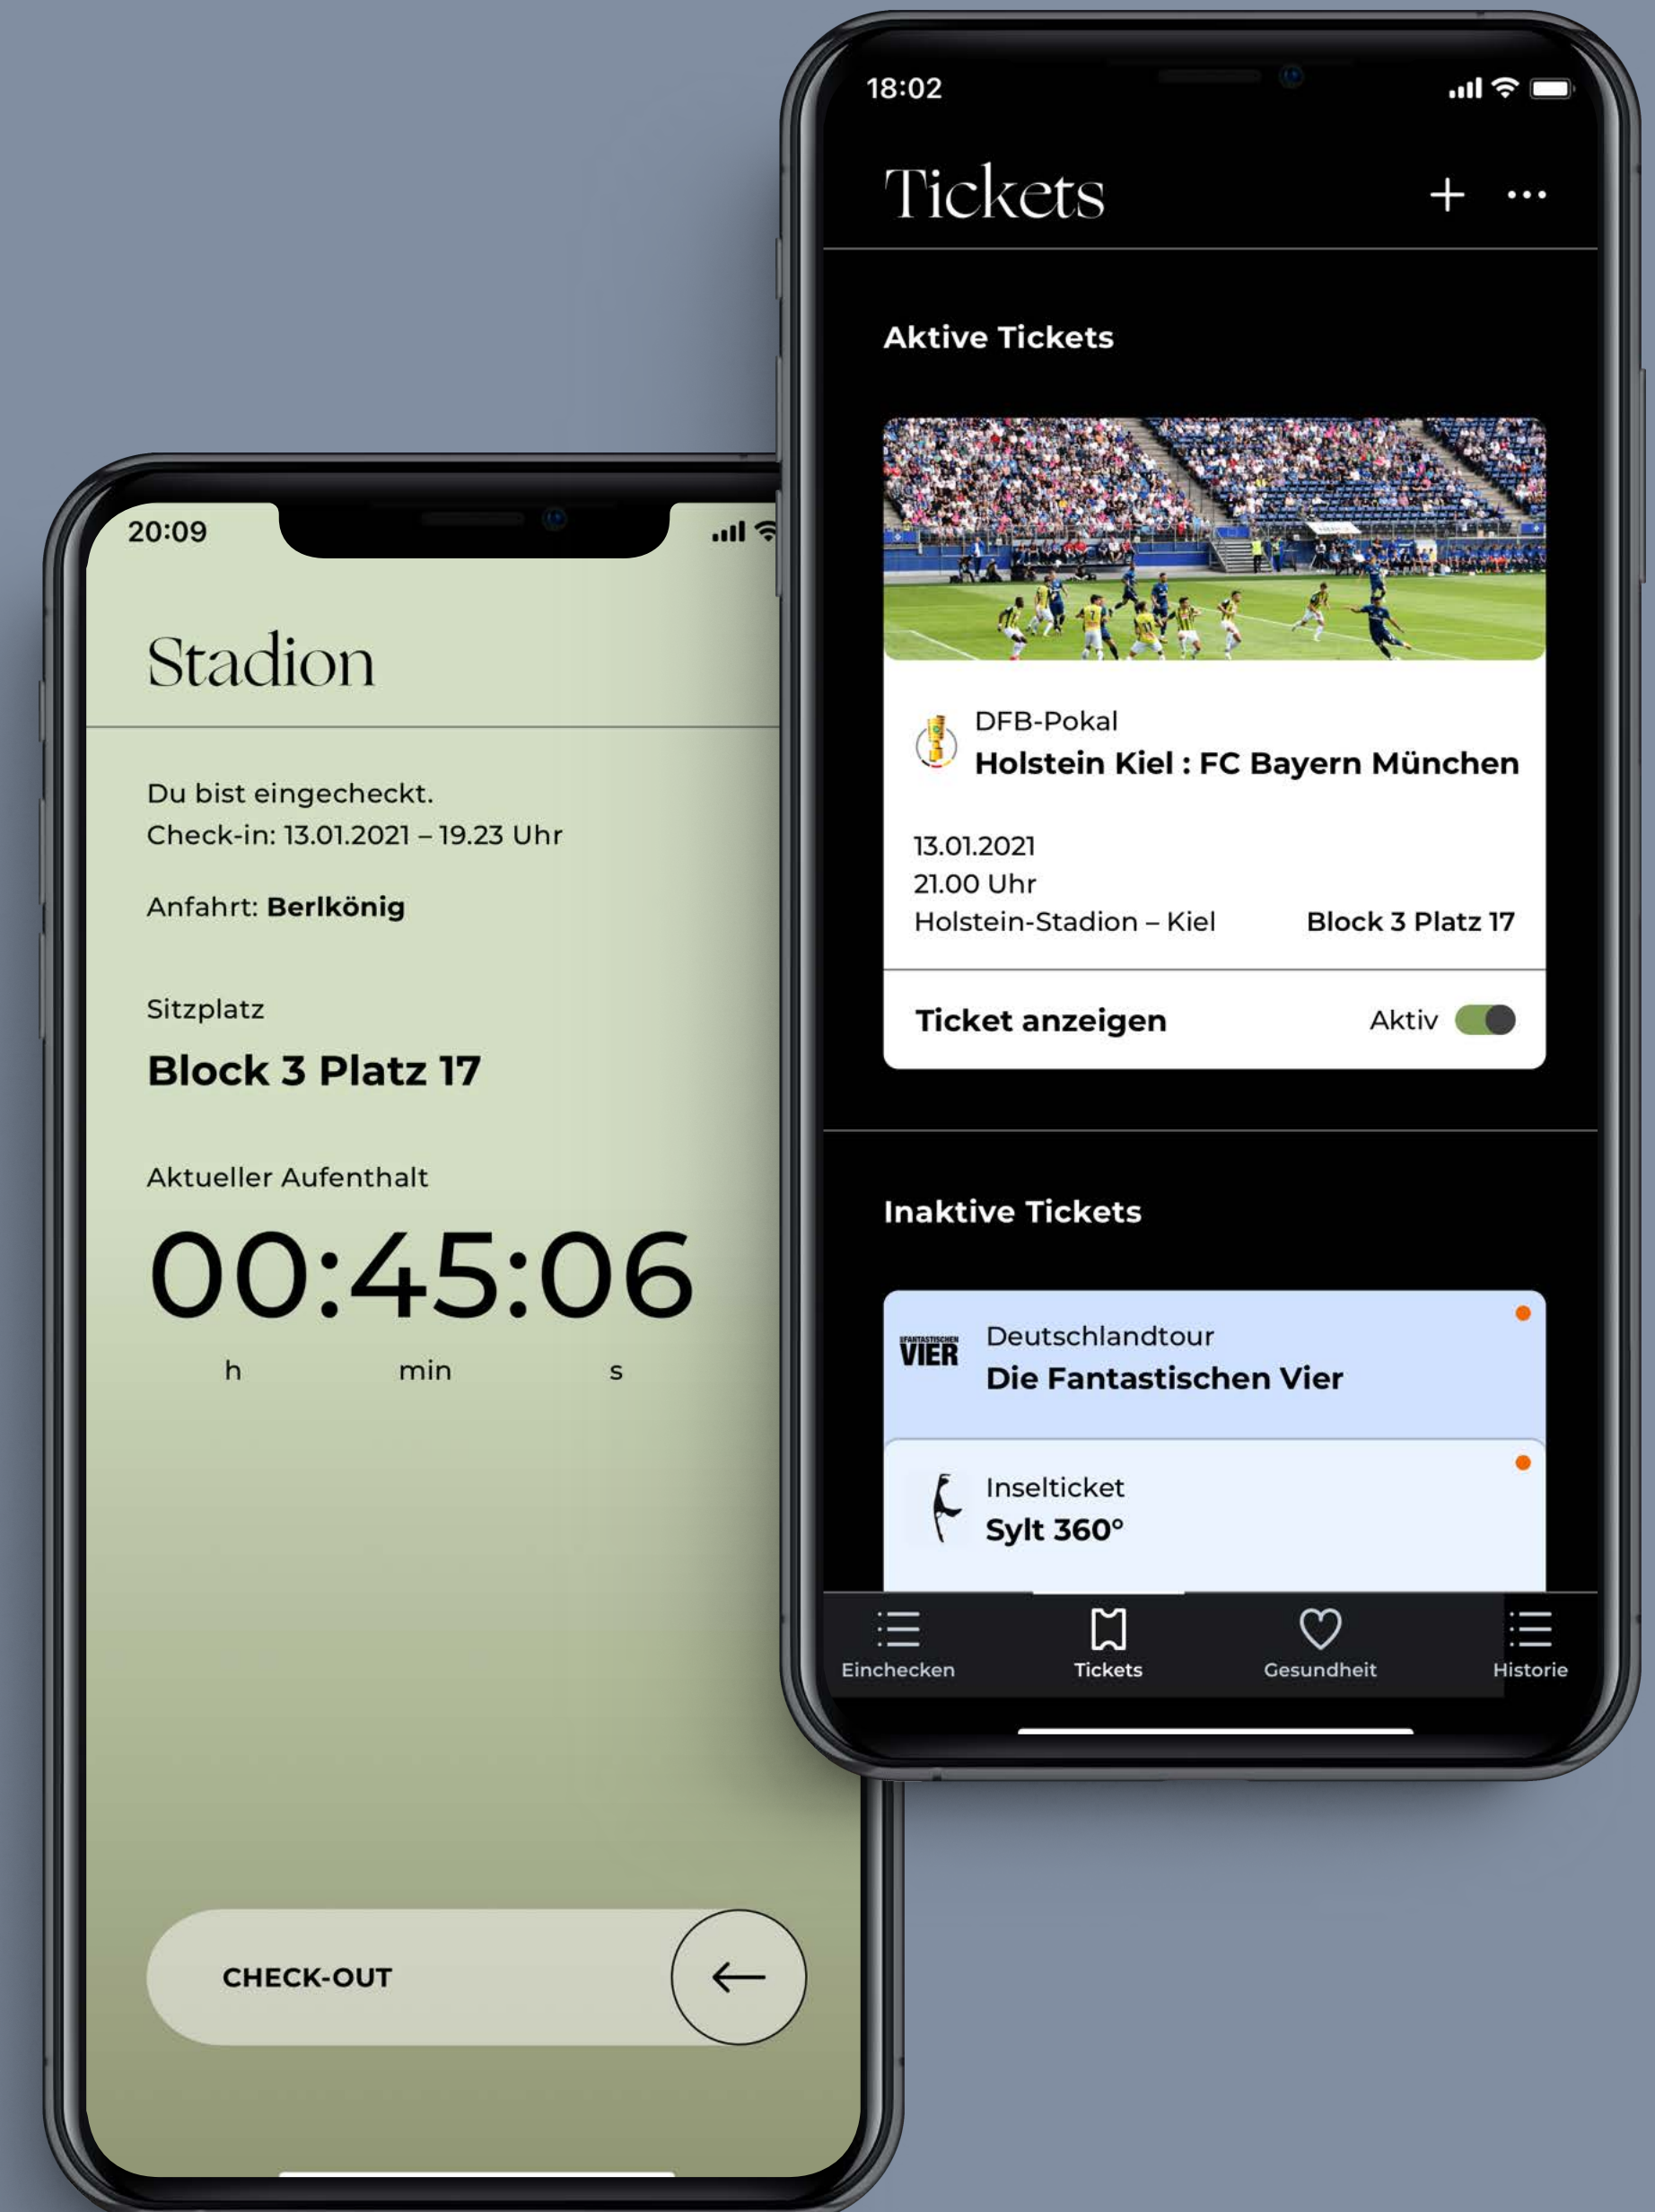 20:09
Stadion
Du bist eingecheckt.
Check-in: 13.01.2021 – 19.23 Uhr
Anfahrt: Berlkönig
Sitzplatz
Block 3 Platz 17
Aktueller Aufenthalt
00:45:06
h min s
CHECK-OUT
18:02
Tickets
Aktive Tickets
DFB-Pokal
Holstein Kiel : FC Bayern München
13.01.2021
21.00 Uhr
Holstein-Stadion – Kiel Block 3 Platz 17
Ticket anzeigen Aktiv
Inaktive Tickets
Deutschlandtour
FANTASTISCHEN
VIER
Die Fantastischen Vier
Inselticket
Sylt 360°
Einchecken Tickets Gesundheit Historie